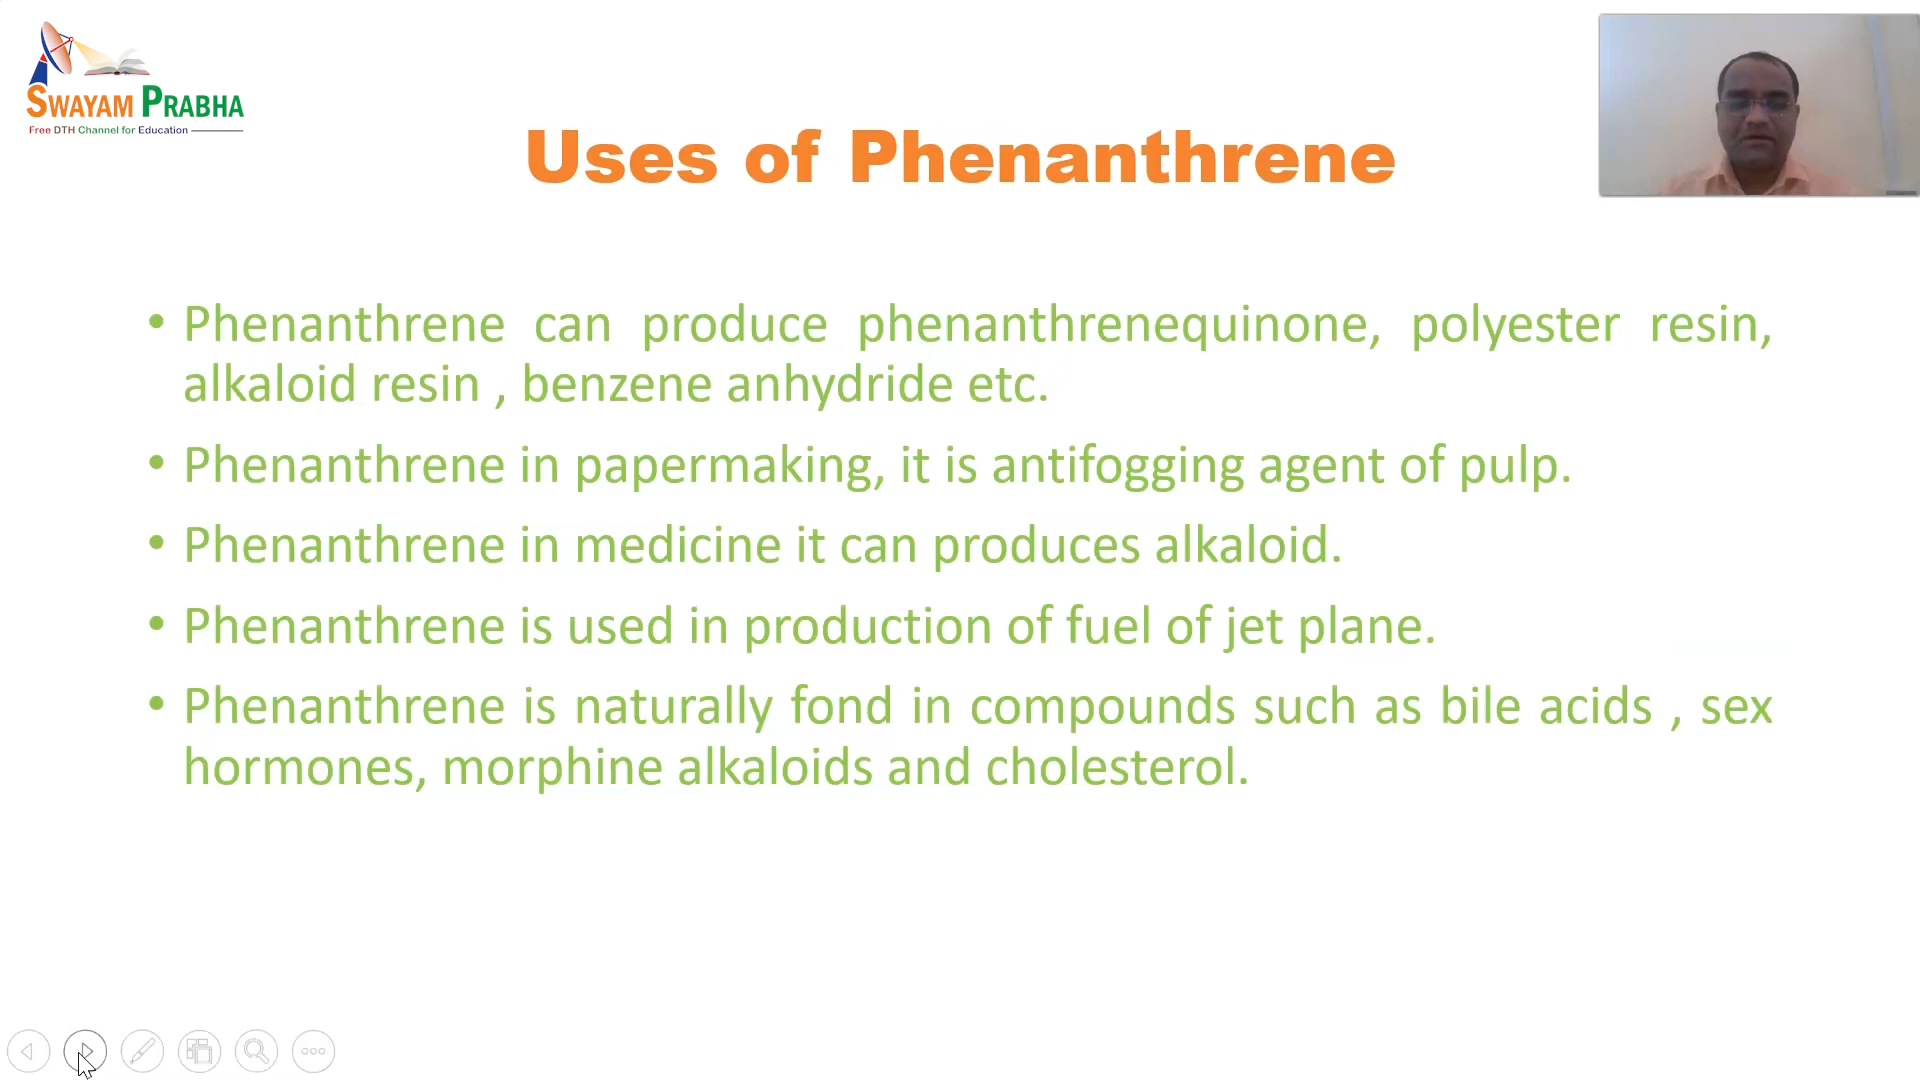 SWAYAM PRABHA
Free DTH Channel for Education
Uses of Phenanthrene
• Phenanthrene can produce phenanthrenequinone, polyester resin,
alkaloid resin , benzene anhydride etc.
• Phenanthrene in papermaking, it is antifogging agent of pulp.
• Phenanthrene in medicine it can produces alkaloid.
• Phenanthrene is used in production of fuel of jet plane.
• Phenanthrene is naturally fond in compounds such as bile acids , sex
hormones, morphine alkaloids and cholesterol.